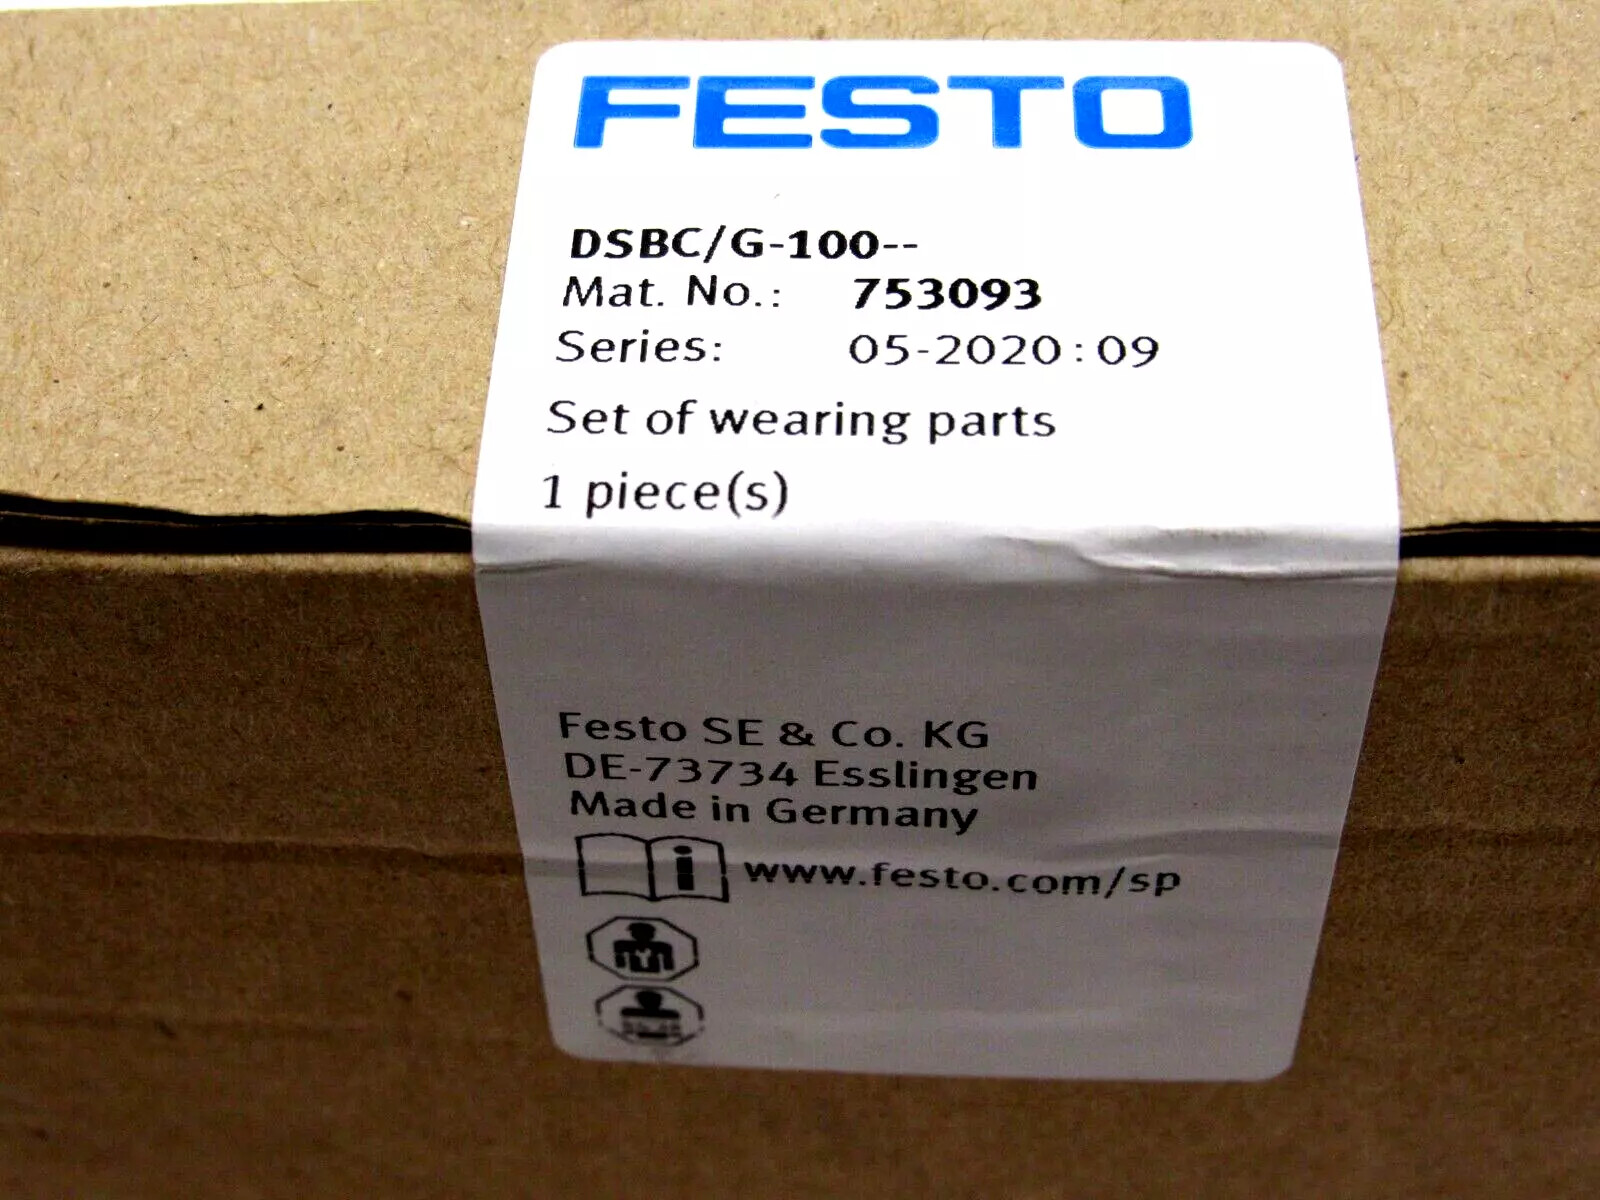 FESTO
DSBC/G-100--
Mat. No.: 753093
Series: 05-2020:09
Set of wearing parts
1 piece(s)
Festo SE & Co. KG
DE-73734 Esslingen
Made in Germany
i www.festo.com/sp